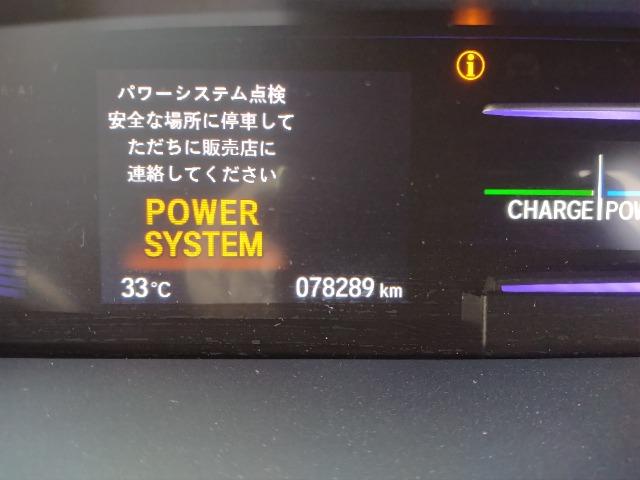 パワーシステム点検
安全な場所に停車して
ただちに販売店に
連絡してください
POWER
SYSTEM
33°C
078289 km
i
CHARGE